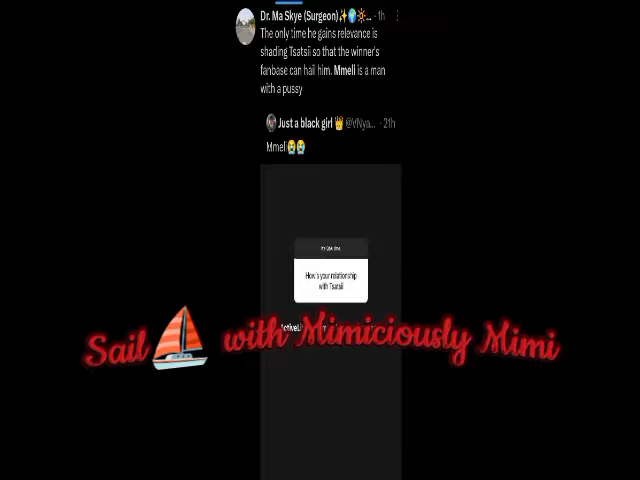 Dr. Ma Skye (Surgeon)✨🌍🔆... · 1h
The only time he gains relevance is
shading Tsatsii so that the winner's
fanbase can hail him. Mmeli is a man
with a pussy
Just a black girl 👑 @VNya... · 21h
Mmeli😭😭
How's your relationship
with Tsatsii
Sail⛵ with Mimiciously Mimi